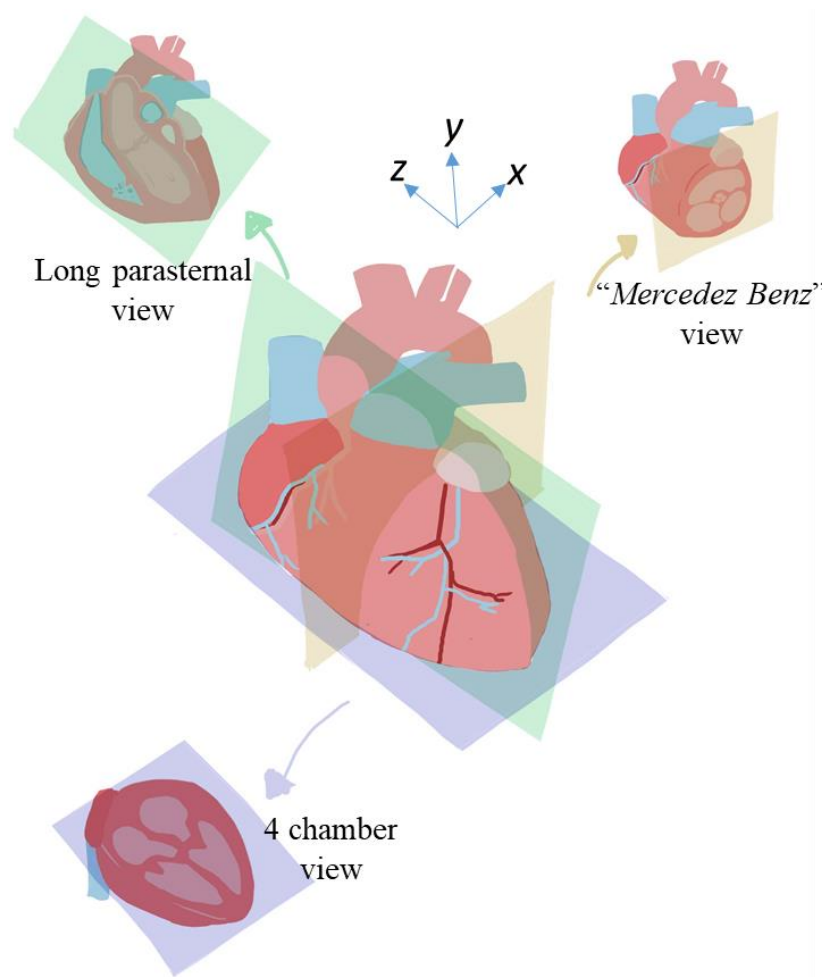 y
z
x
Long parasternal
view
“Mercedez Benz”
view
4 chamber
view